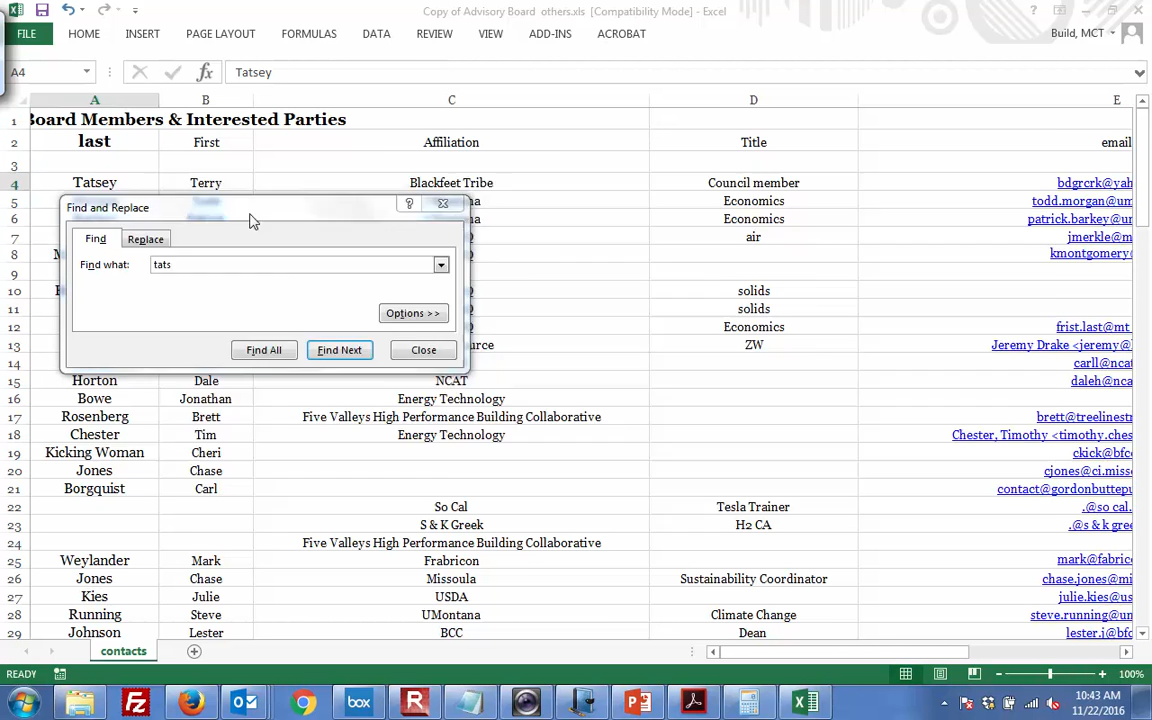 Copy of Advisory Board others.xls [Compatibility Mode] - Excel
FILE HOME INSERT PAGE LAYOUT FORMULAS DATA REVIEW VIEW ADD-INS ACROBAT Build, MCT
A4 fx Tatsey
A B C D E
1 Board Members & Interested Parties
2 last First Affiliation Title email
3
4 Tatsey Terry Blackfeet Tribe Council member bdgrcrk@yah
5 Economics todd.morgan@um
6 Economics patrick.barkey@un
7 air jmerkle@m
8 kmontgomery@
9
10 solids
11 solids
12 Economics frist.last@mt
13 ource ZW Jeremy Drake <jeremy@
14 carll@ncat
15 Horton Dale NCAT daleh@nca
16 Bowe Jonathan Energy Technology
17 Rosenberg Brett Five Valleys High Performance Building Collaborative brett@treelinestr
18 Chester Tim Energy Technology Chester, Timothy <timothy.ches
19 Kicking Woman Cheri ckick@bfc
20 Jones Chase cjones@ci.misso
21 Borgquist Carl contact@gordonbuttepu
22 So Cal Tesla Trainer .@so cal.
23 S & K Greek H2 CA .@s & k gree
24 Five Valleys High Performance Building Collaborative
25 Weylander Mark Frabricon mark@fabric
26 Jones Chase Missoula Sustainability Coordinator chase.jones@mi
27 Kies Julie USDA julie.kies@us
28 Running Steve UMontana Climate Change steve.running@un
29 Johnson Lester BCC Dean lester.j@bfc
Find and Replace
Find Replace
Find what: tats
Options >>
Find All Find Next Close
contacts
READY 100%
box
10:43 AM
11/22/2016